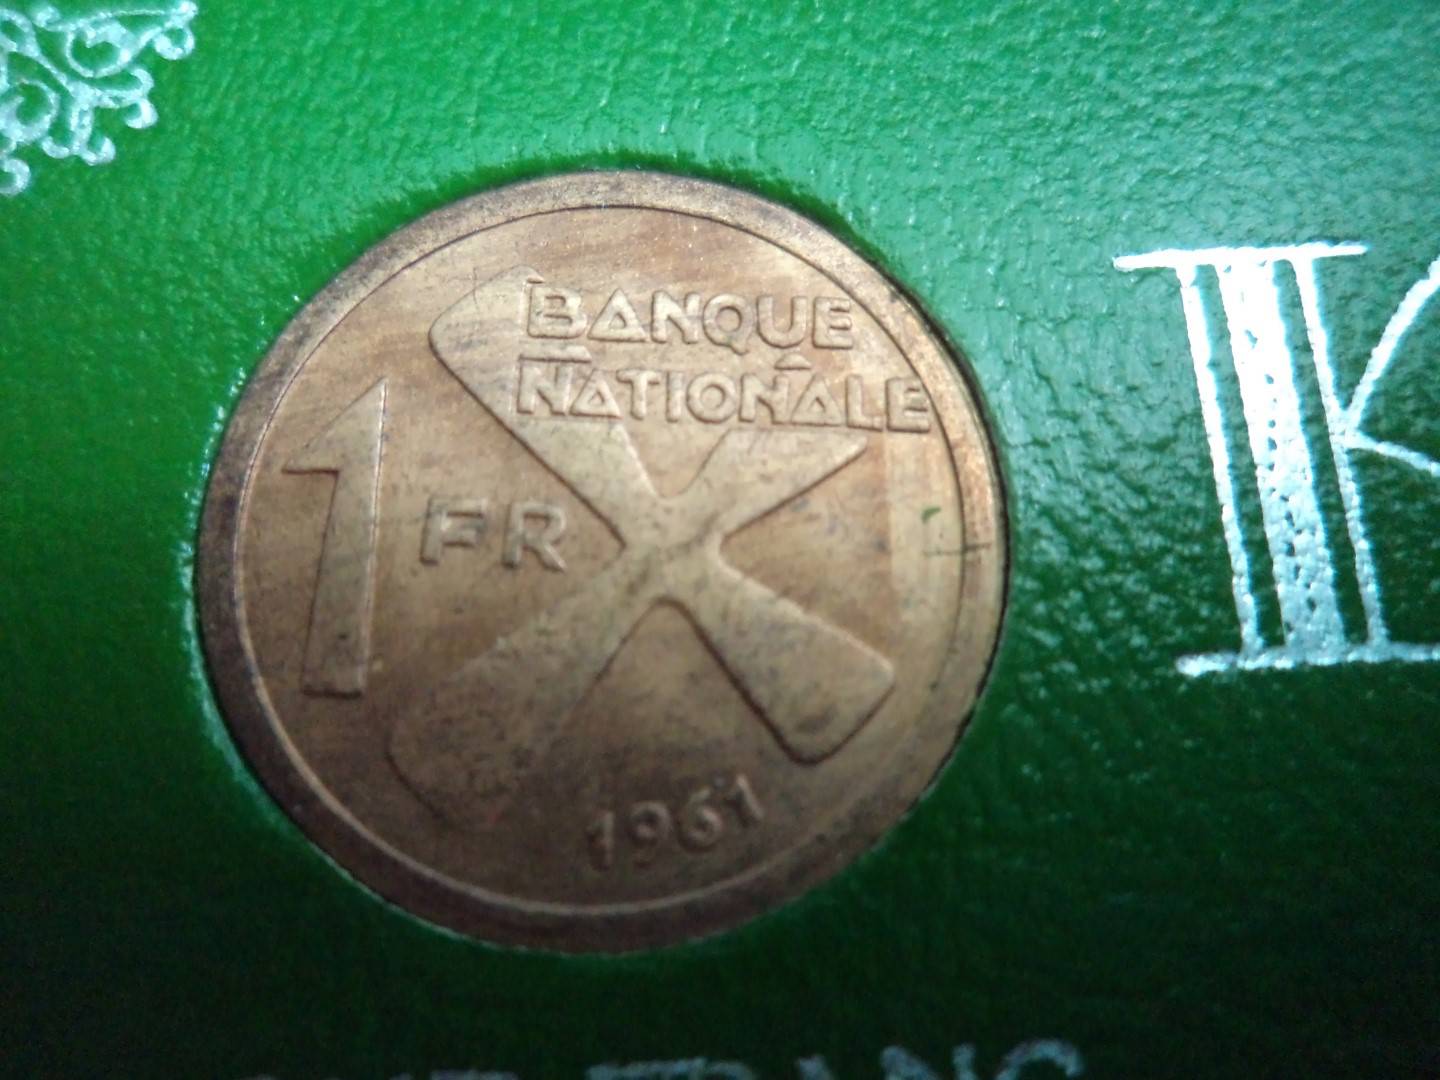 BANQUE
NATIONALE
1 FR
1961
K